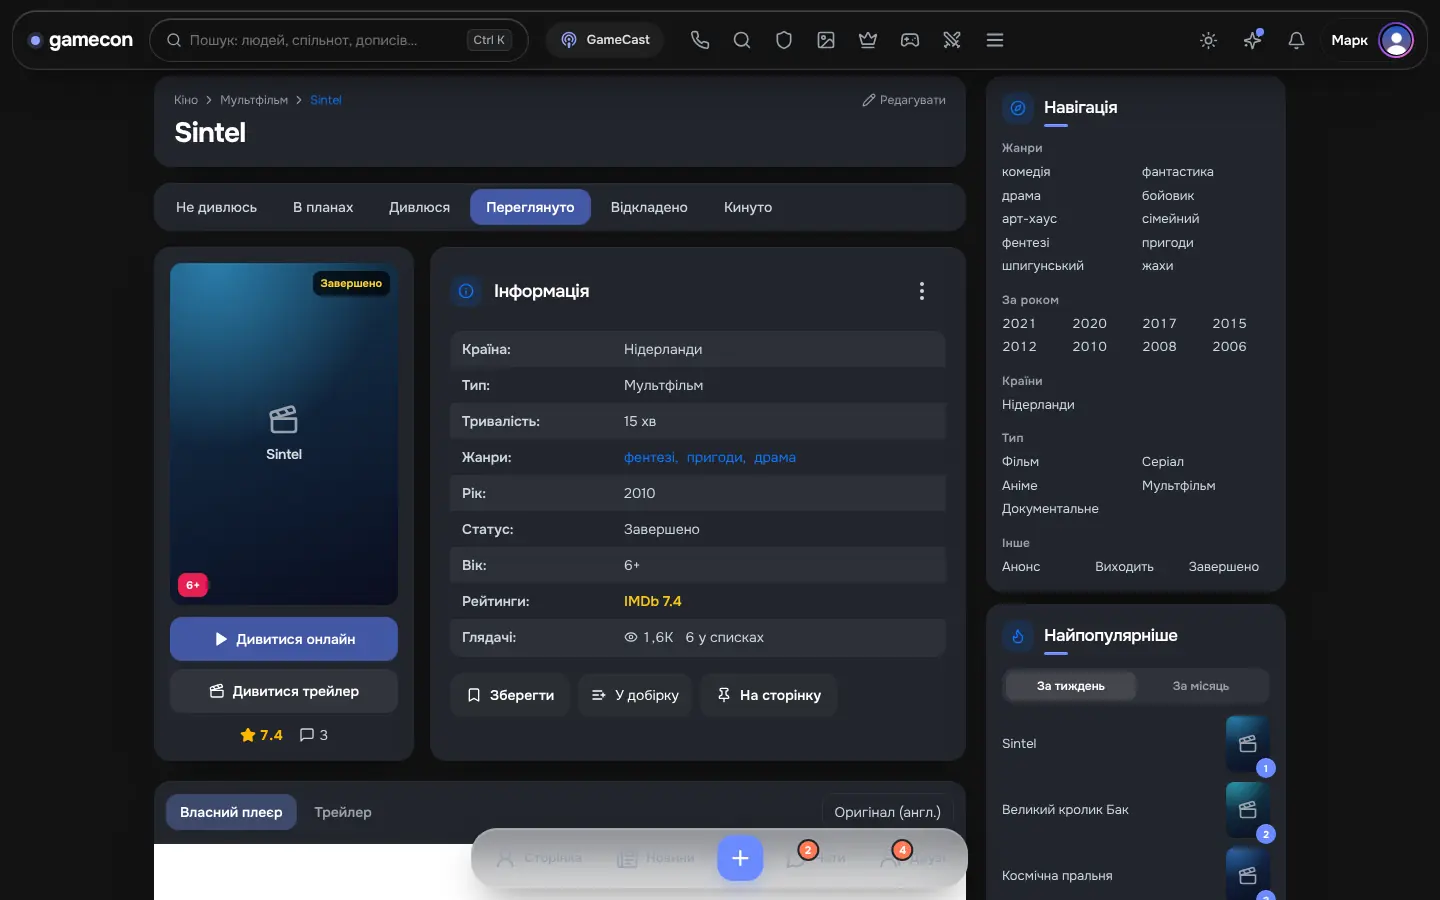 gamecon
Пошук: людей, спільнот, дописів...
Ctrl K
GameCast
Марк
Кіно > Мультфільм > Sintel
Редагувати
Sintel
Не дивлюсь
В планах
Дивлюся
Переглянуто
Відкладено
Кинуто
Завершено
Sintel
6+
Дивитися онлайн
Дивитися трейлер
7.4
3
Інформація
Країна: Нідерланди
Тип: Мультфільм
Тривалість: 15 хв
Жанри: фентезі, пригоди, драма
Рік: 2010
Статус: Завершено
Вік: 6+
Рейтинги: IMDb 7.4
Глядачі: 1,6K 6 у списках
Зберегти
У добірку
На сторінку
Власний плеєр
Трейлер
Оригінал (англ.)
Сторінка
Новини
2
4
Друзі
Навігація
Жанри
комедія фантастика
драма бойовик
арт-хаус сімейний
фентезі пригоди
шпигунський жахи
За роком
2021 2020 2017 2015
2012 2010 2008 2006
Країни
Нідерланди
Тип
Фільм Серіал
Аніме Мультфільм
Документальне
Інше
Анонс Виходить Завершено
Найпопулярніше
За тиждень За місяць
Sintel
1
Великий кролик Бак
2
Космічна пральня